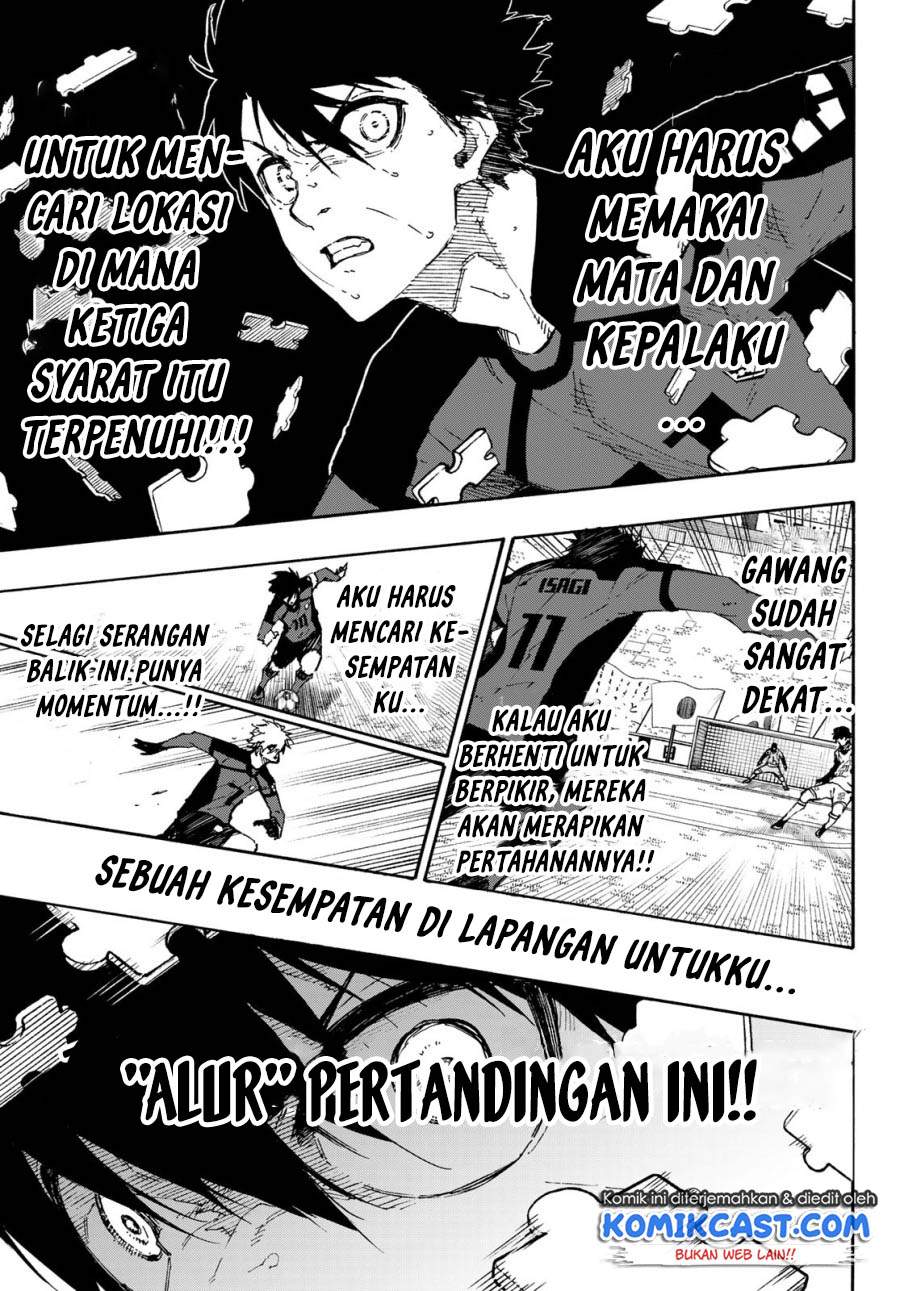 AKU HARUS
MEMAKAI
MATA DAN
KEPALAKU
...
UNTUK MEN-
CARI LOKASI
DI MANA
KETIGA
SYARAT ITU
TERPENUHI!!!
GAWANG
SUDAH
SANGAT
DEKAT...
ISAGI
11
KALAU AKU
BERHENTI UNTUK
BERPIKIR, MEREKA
AKAN MERAPIKAN
PERTAHANANNYA!!
AKU HARUS
MENCARI KE-
SEMPATAN
KU...
10
SELAGI SERANGAN
BALIK INI PUNYA
MOMENTUM...!!
SEBUAH KESEMPATAN DI LAPANGAN UNTUKKU...
"ALUR" PERTANDINGAN INI!!
Komik ini diterjemahkan & diedit oleh
KOMIKCAST.COM
BUKAN WEB LAIN!!